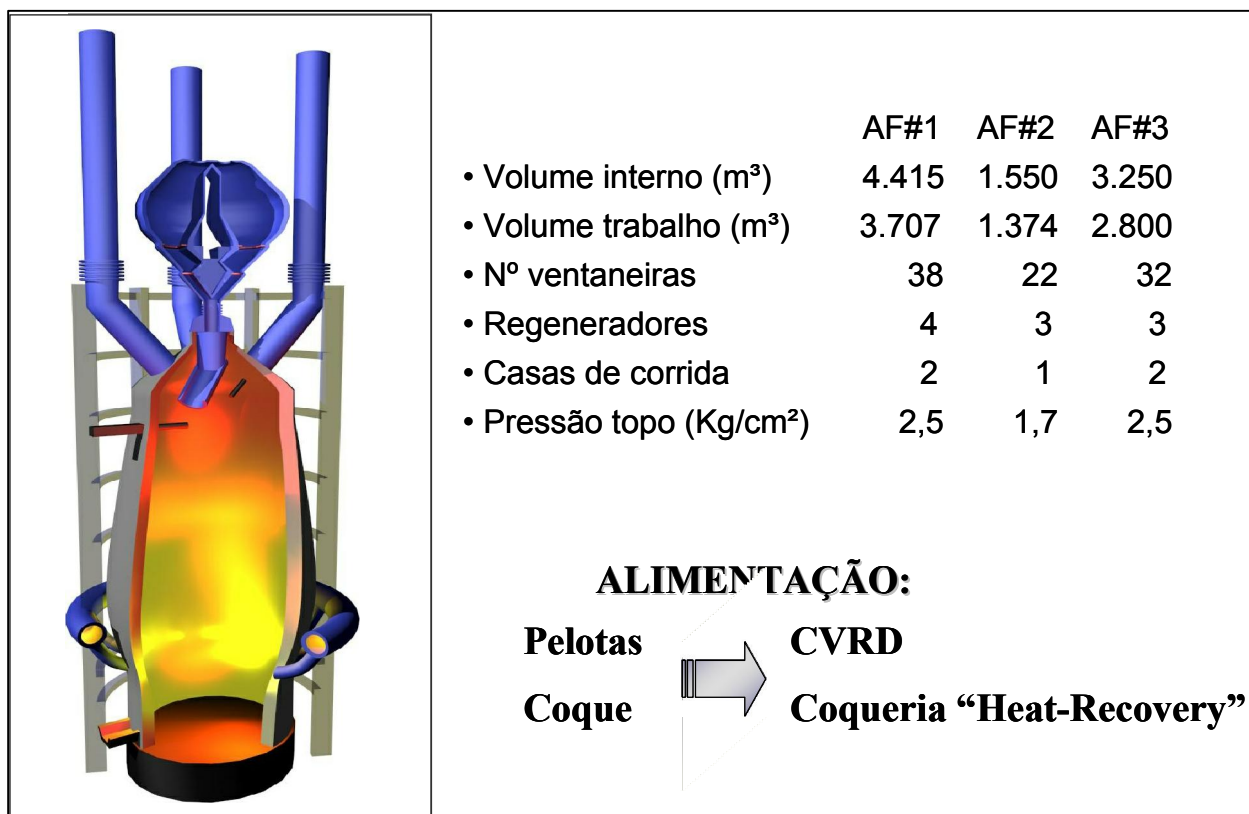 AF#1 AF#2 AF#3
• Volume interno (m³) 4.415 1.550 3.250
• Volume trabalho (m³) 3.707 1.374 2.800
• Nº ventaneiras 38 22 32
• Regeneradores 4 3 3
• Casas de corrida 2 1 2
• Pressão topo (Kg/cm²) 2,5 1,7 2,5
ALIMENTAÇÃO:
Pelotas CVRD
Coque Coqueria “Heat-Recovery”